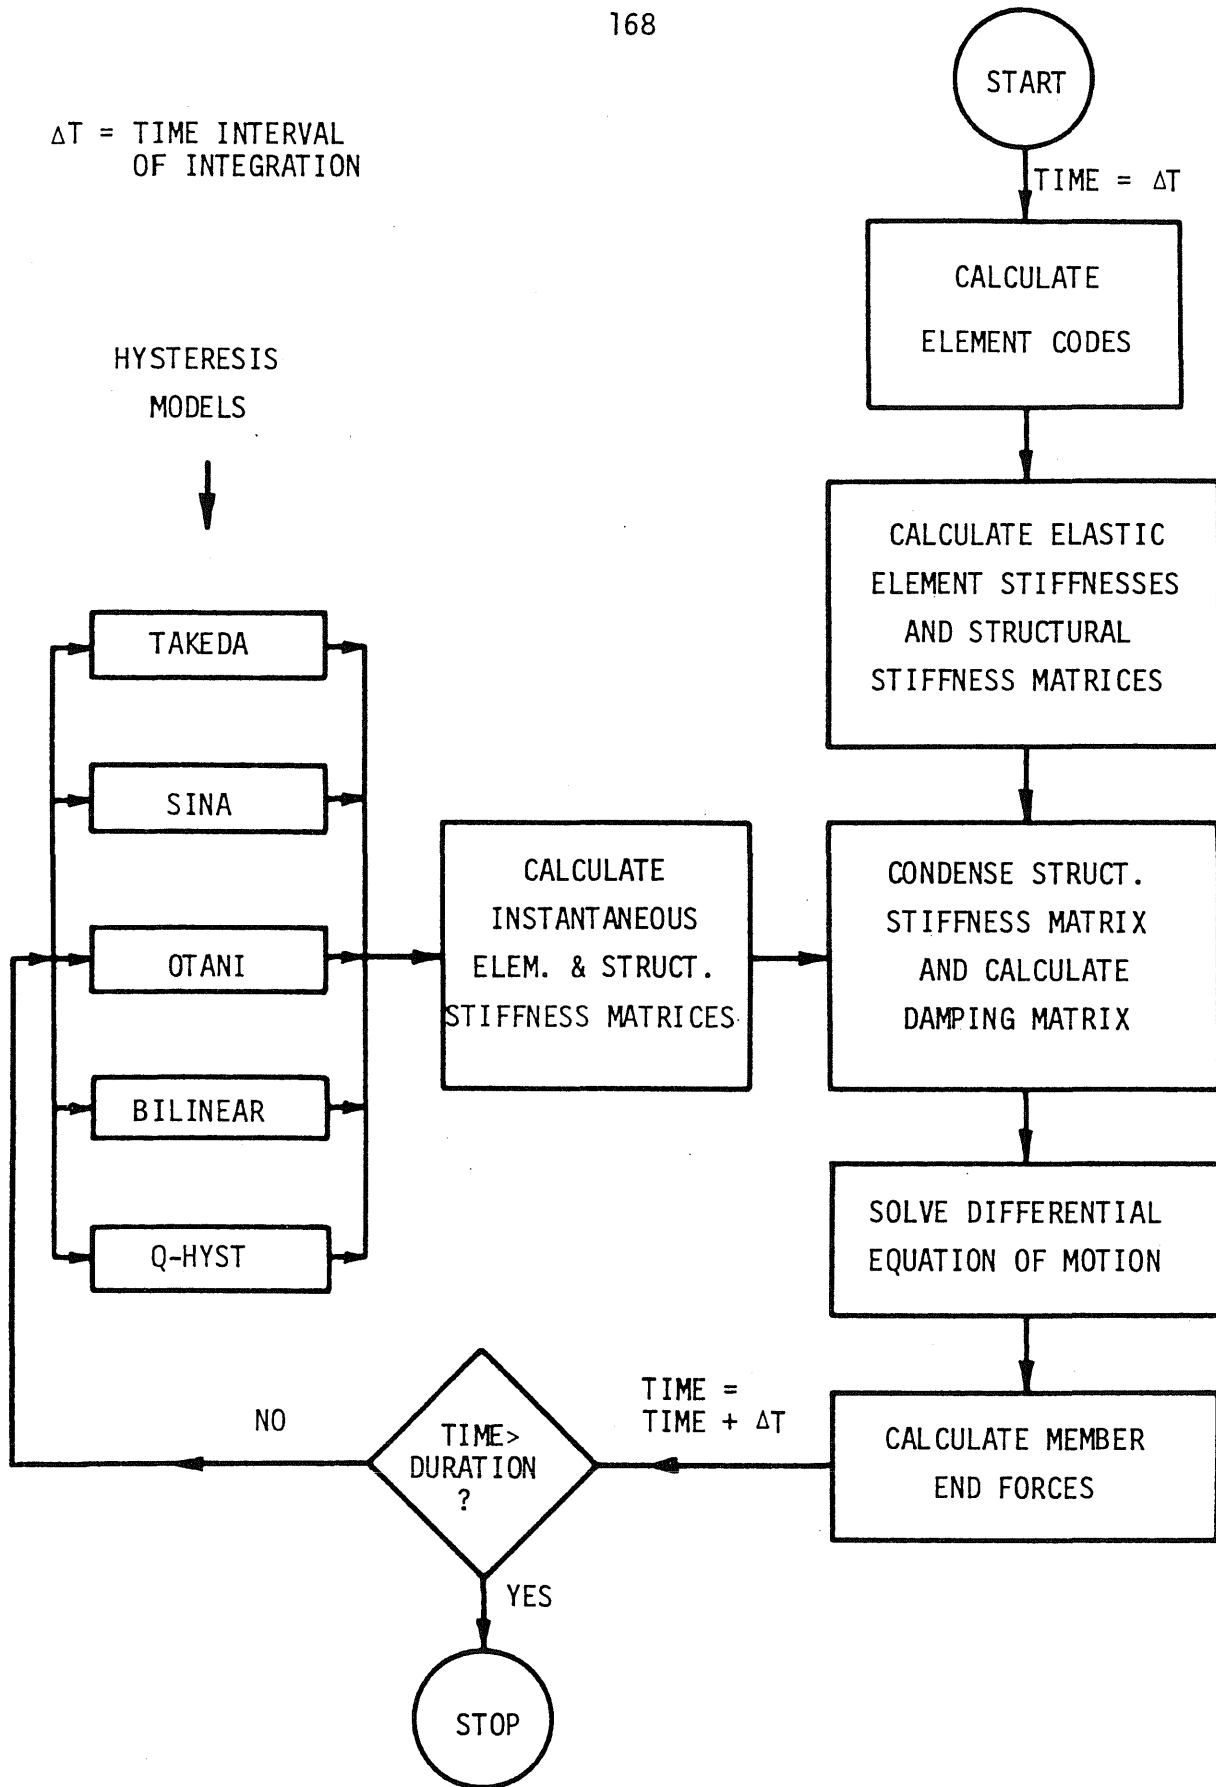 168
START
ΔT = TIME INTERVAL
OF INTEGRATION
TIME = ΔT
CALCULATE
ELEMENT CODES
HYSTERESIS
MODELS
CALCULATE ELASTIC
ELEMENT STIFFNESSES
AND STRUCTURAL
STIFFNESS MATRICES
TAKEDA
SINA
OTANI
BILINEAR
Q-HYST
CALCULATE
INSTANTANEOUS
ELEM. & STRUCT.
STIFFNESS MATRICES
CONDENSE STRUCT.
STIFFNESS MATRIX
AND CALCULATE
DAMPING MATRIX
SOLVE DIFFERENTIAL
EQUATION OF MOTION
CALCULATE MEMBER
END FORCES
TIME =
TIME + ΔT
TIME>
DURATION
?
NO
YES
STOP